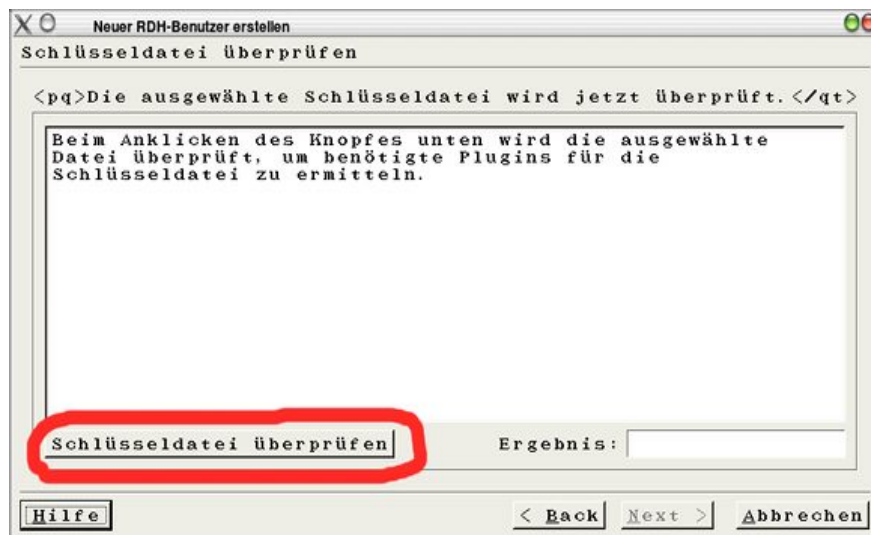 Neuer RDH-Benutzer erstellen
Schlüsseldatei überprüfen
<pq>Die ausgewählte Schlüsseldatei wird jetzt überprüft.</qt>
Beim Anklicken des Knopfes unten wird die ausgewählte
Datei überprüft, um benötigte Plugins für die
Schlüsseldatei zu ermitteln.
Schlüsseldatei überprüfen Ergebnis:
Hilfe < Back Next > Abbrechen